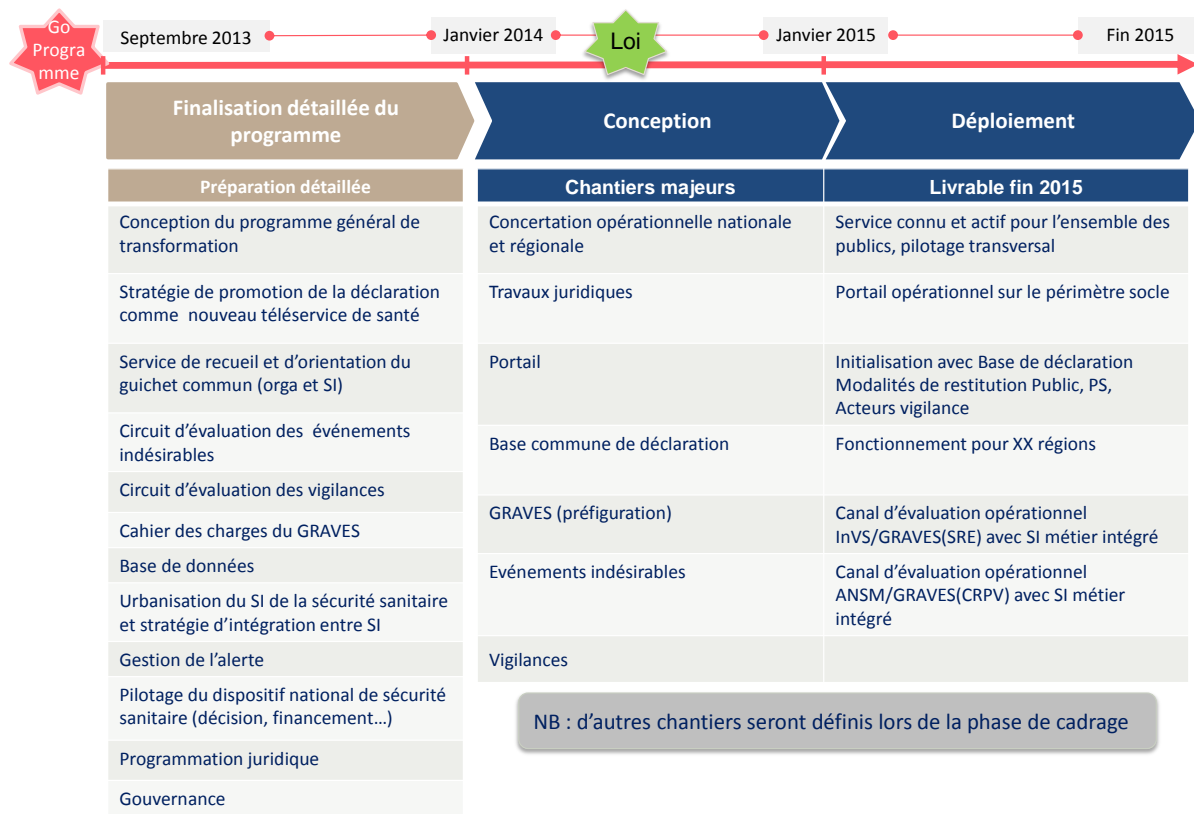 Go
Progra
mme
Septembre 2013
Janvier 2014
Loi
Janvier 2015
Fin 2015
Finalisation détaillée du
programme
Conception
Déploiement
Préparation détaillée
Conception du programme général de
transformation
Stratégie de promotion de la déclaration
comme nouveau téléservice de santé
Service de recueil et d'orientation du
guichet commun (orga et SI)
Circuit d'évaluation des événements
indésirables
Circuit d'évaluation des vigilances
Cahier des charges du GRAVES
Base de données
Urbanisation du SI de la sécurité sanitaire
et stratégie d'intégration entre SI
Gestion de l'alerte
Pilotage du dispositif national de sécurité
sanitaire (décision, financement…)
Programmation juridique
Gouvernance
Chantiers majeurs
Livrable fin 2015
Concertation opérationnelle nationale
et régionale
Service connu et actif pour l'ensemble des
publics, pilotage transversal
Travaux juridiques
Portail opérationnel sur le périmètre socle
Portail
Initialisation avec Base de déclaration
Modalités de restitution Public, PS,
Acteurs vigilance
Base commune de déclaration
Fonctionnement pour XX régions
GRAVES (préfiguration)
Canal d'évaluation opérationnel
InVS/GRAVES(SRE) avec SI métier intégré
Evénements indésirables
Canal d'évaluation opérationnel
ANSM/GRAVES(CRPV) avec SI métier
intégré
Vigilances
NB : d'autres chantiers seront définis lors de la phase de cadrage